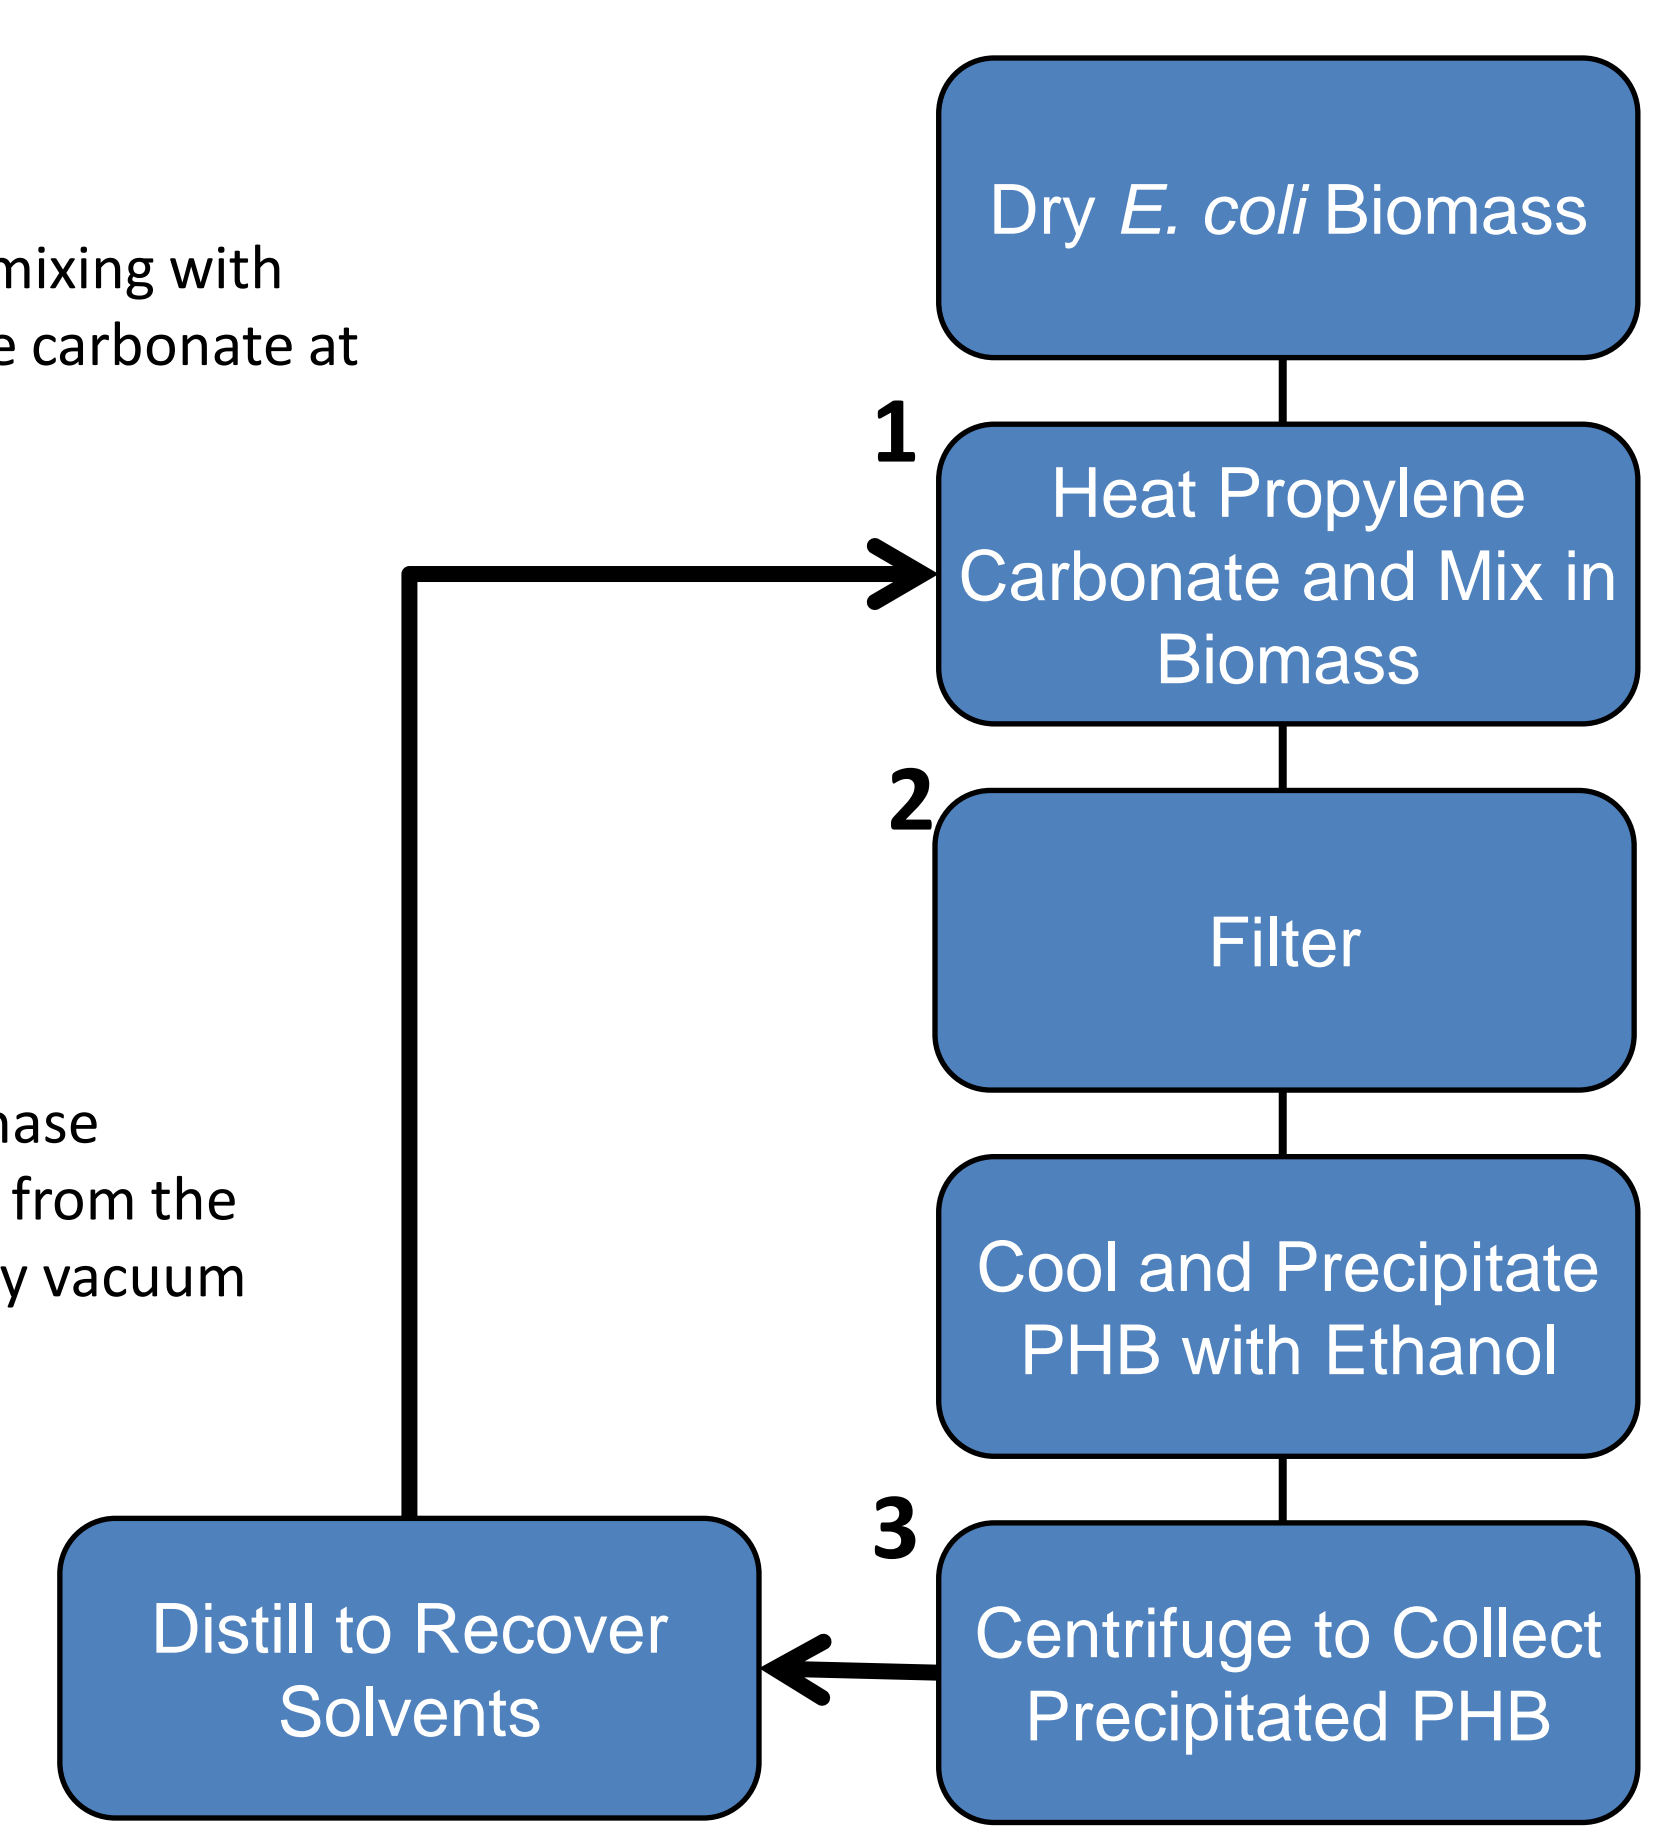 Dry E. coli Biomass
mixing with
carbonate at
1
Heat Propylene
Carbonate and Mix in
Biomass
2
Filter
from the
vacuum
Cool and Precipitate
PHB with Ethanol
3
Distill to Recover
Solvents
Centrifuge to Collect
Precipitated PHB